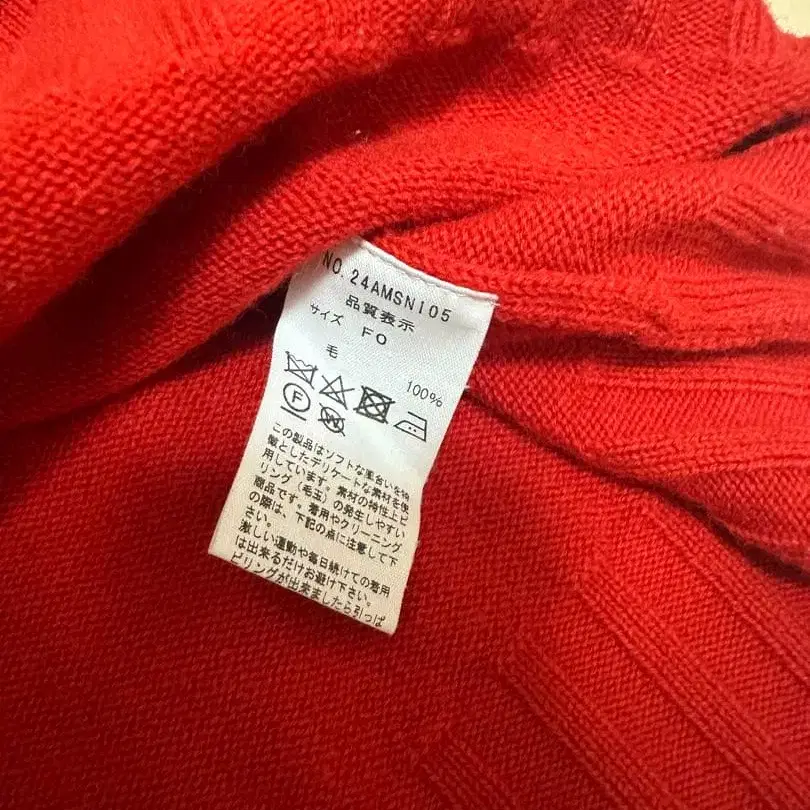 NO.24AMSN105
品質表示
サイズ FO
毛 100%
F W
この製品はソフトな風合いを特
徴としたデリケートな素材を使
用しています。素材の特性上ピ
リング(毛玉)の発生しやすい
商品です。着用やクリーニング
の際は、下記の点に注意して下
さい。
激しい運動や毎日続けての着用
は出来るだけお避け下さい。
ピリングが出来ましたら引っぱ